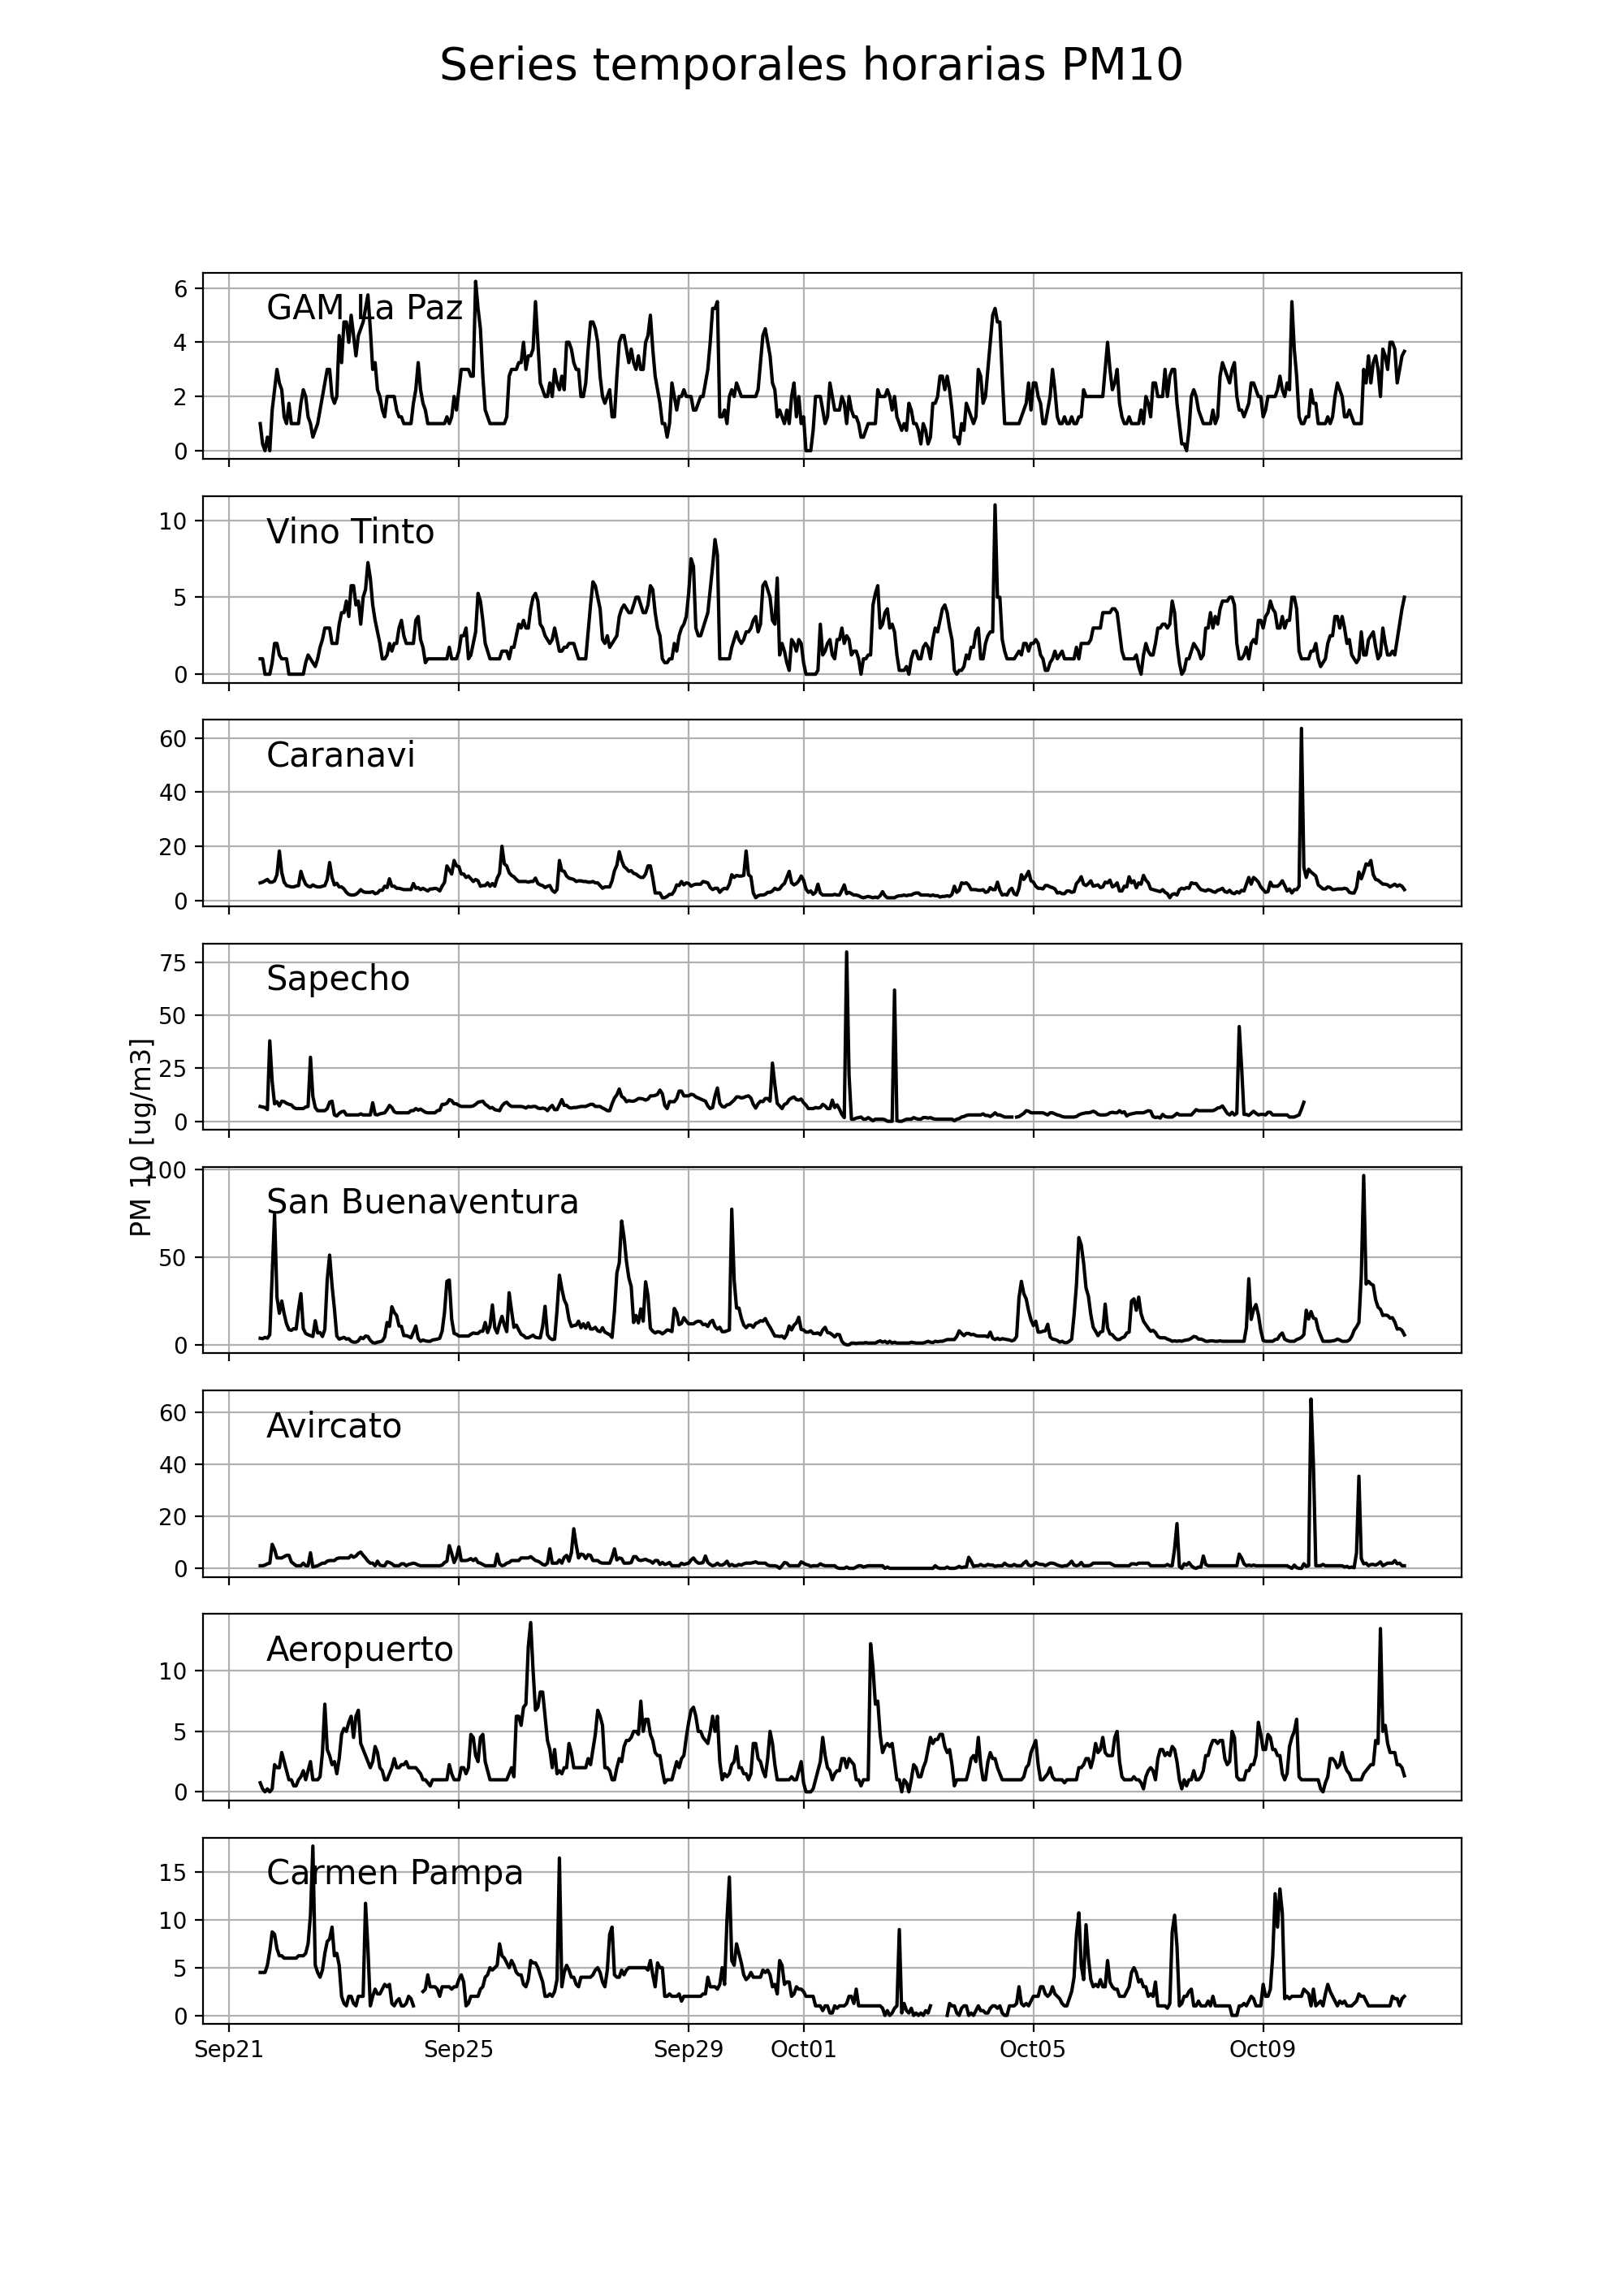 Series temporales horarias PM10
GAM La Paz
6
4
2
0
Vino Tinto
10
5
0
Caranavi
60
40
20
0
Sapecho
75
50
25
0
PM 10 [ug/m3]
San Buenaventura
100
50
0
Avircato
60
40
20
0
Aeropuerto
10
5
0
Carmen Pampa
15
10
5
0
Sep21 Sep25 Sep29 Oct01 Oct05 Oct09